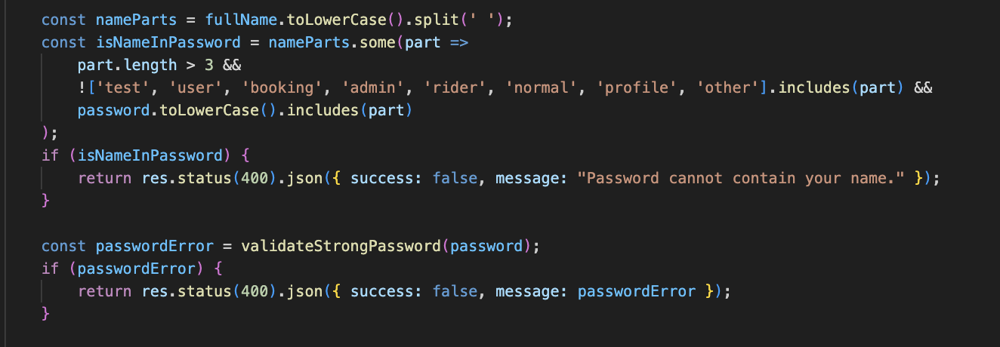 const nameParts = fullName.toLowerCase().split(' ');
const isNameInPassword = nameParts.some(part =>
    part.length > 3 &&
    !['test', 'user', 'booking', 'admin', 'rider', 'normal', 'profile', 'other'].includes(part) &&
    password.toLowerCase().includes(part)
);
if (isNameInPassword) {
    return res.status(400).json({ success: false, message: "Password cannot contain your name." });
}

const passwordError = validateStrongPassword(password);
if (passwordError) {
    return res.status(400).json({ success: false, message: passwordError });
}